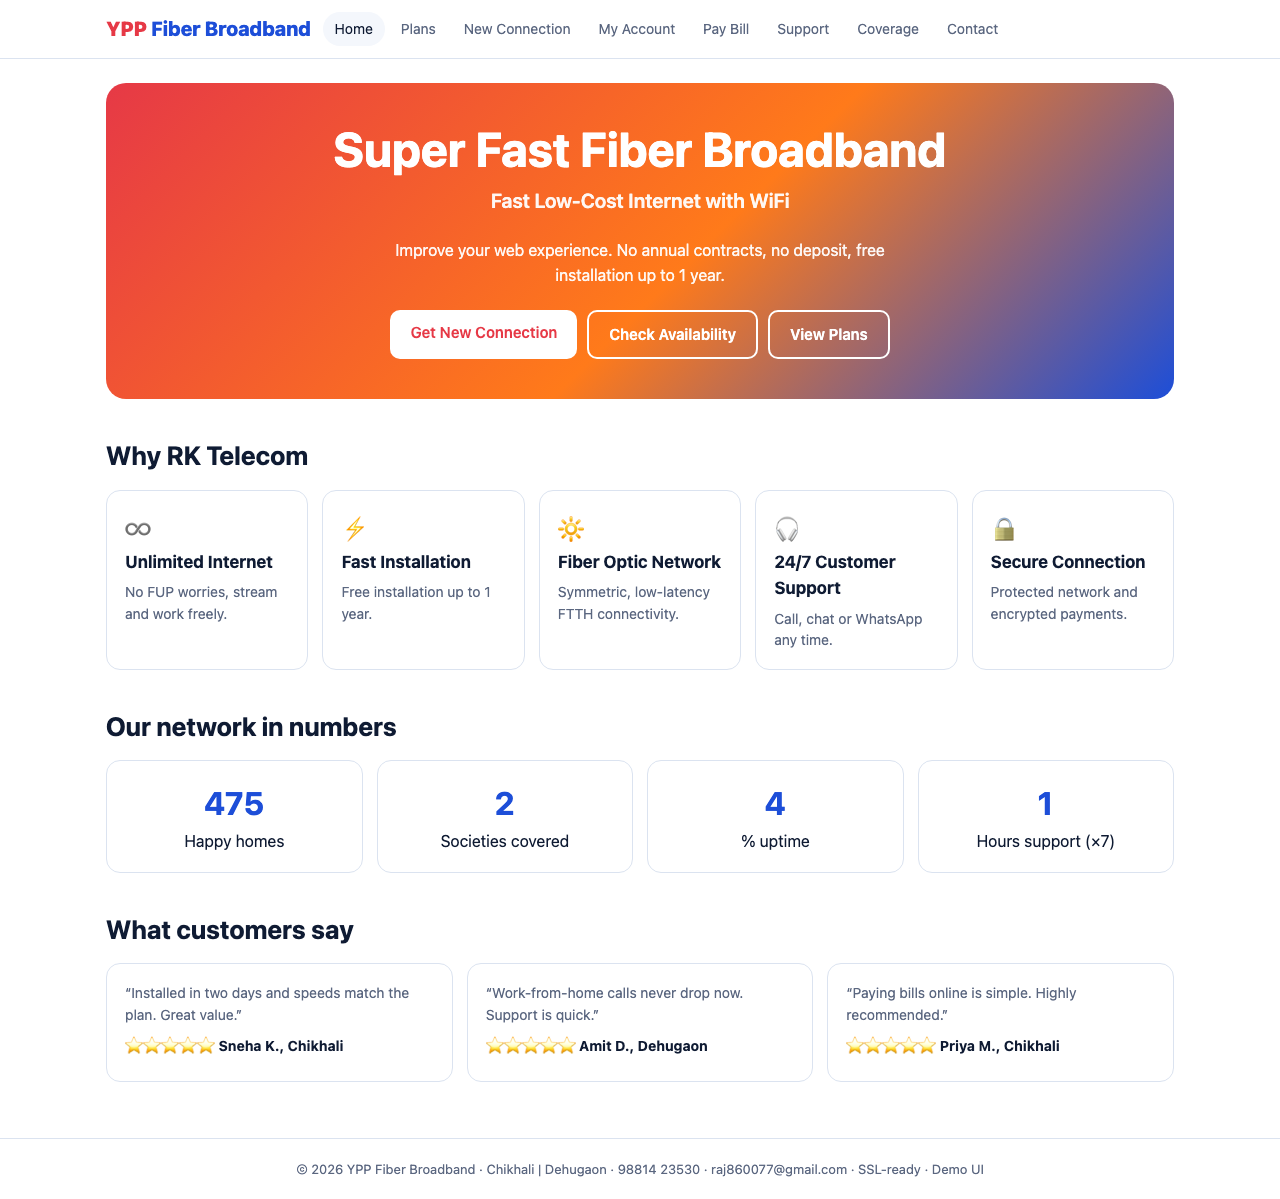 YPP Fiber Broadband Home Plans New Connection My Account Pay Bill Support Coverage Contact
Super Fast Fiber Broadband
Fast Low-Cost Internet with WiFi
Improve your web experience. No annual contracts, no deposit, free
installation up to 1 year.
Get New Connection Check Availability View Plans
Why RK Telecom
Unlimited Internet
No FUP worries, stream
and work freely.
Fast Installation
Free installation up to 1
year.
Fiber Optic Network
Symmetric, low-latency
FTTH connectivity.
24/7 Customer
Support
Call, chat or WhatsApp
any time.
Secure Connection
Protected network and
encrypted payments.
Our network in numbers
475
Happy homes
2
Societies covered
4
% uptime
1
Hours support (×7)
What customers say
“Installed in two days and speeds match the
plan. Great value.”
⭐⭐⭐⭐⭐ Sneha K., Chikhali
“Work-from-home calls never drop now.
Support is quick.”
⭐⭐⭐⭐⭐ Amit D., Dehugaon
“Paying bills online is simple. Highly
recommended.”
⭐⭐⭐⭐⭐ Priya M., Chikhali
© 2026 YPP Fiber Broadband · Chikhali | Dehugaon · 98814 23530 · raj860077@gmail.com · SSL-ready · Demo UI